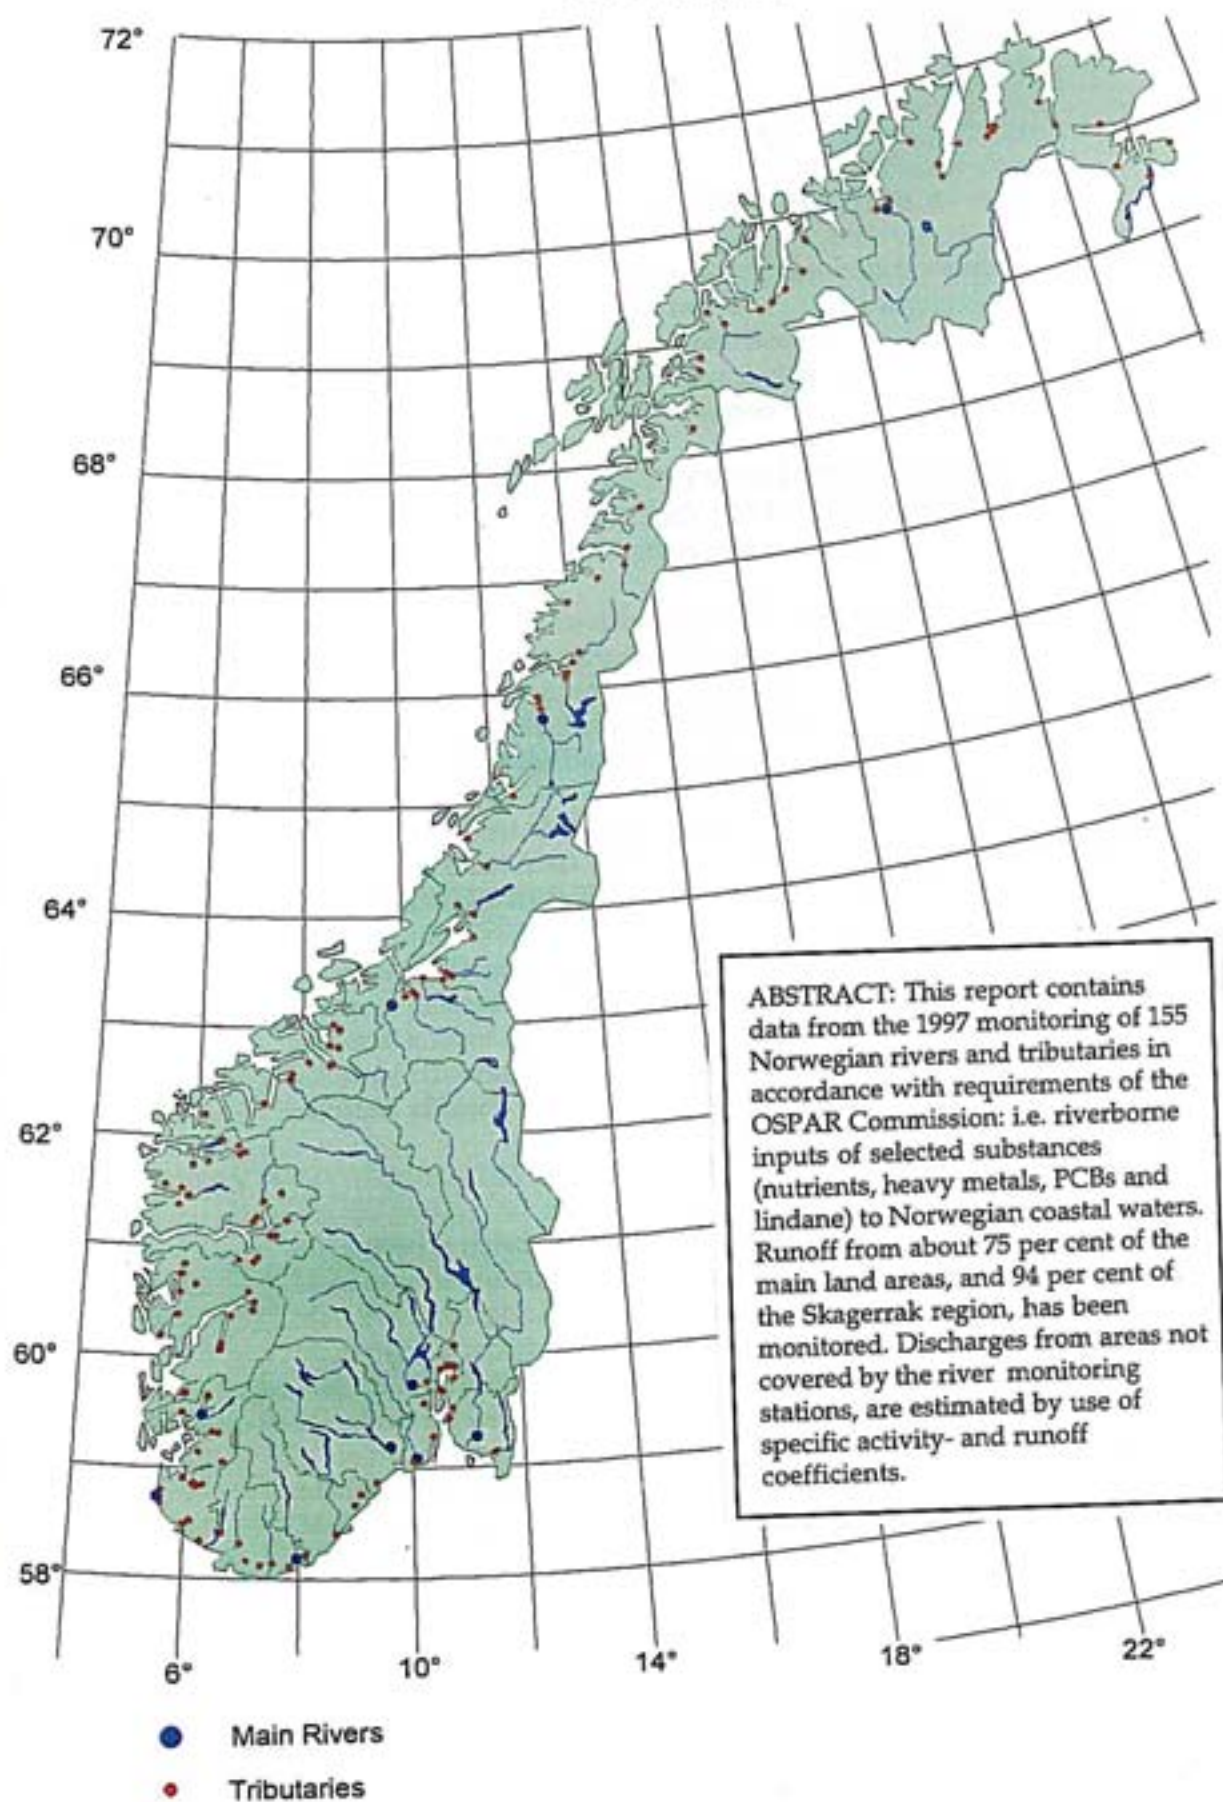 72°
70°
68°
66°
64°
62°
60°
58°
6°
10°
14°
18°
22°
ABSTRACT: This report contains
data from the 1997 monitoring of 155
Norwegian rivers and tributaries in
accordance with requirements of the
OSPAR Commission: i.e. riverborne
inputs of selected substances
(nutrients, heavy metals, PCBs and
lindane) to Norwegian coastal waters.
Runoff from about 75 per cent of the
main land areas, and 94 per cent of
the Skagerrak region, has been
monitored. Discharges from areas not
covered by the river monitoring
stations, are estimated by use of
specific activity- and runoff
coefficients.
Main Rivers
Tributaries